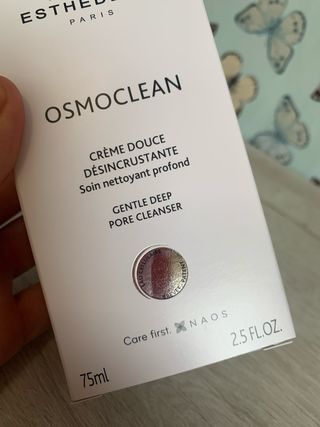 PARIS
OSMOCLEAN
CRÈME DOUCE
DÉSINCRUSTANTE
Soin nettoyant profond
GENTLE DEEP
PORE CLEANSER
Care first. NAOS
75ml 2.5 FL.OZ.